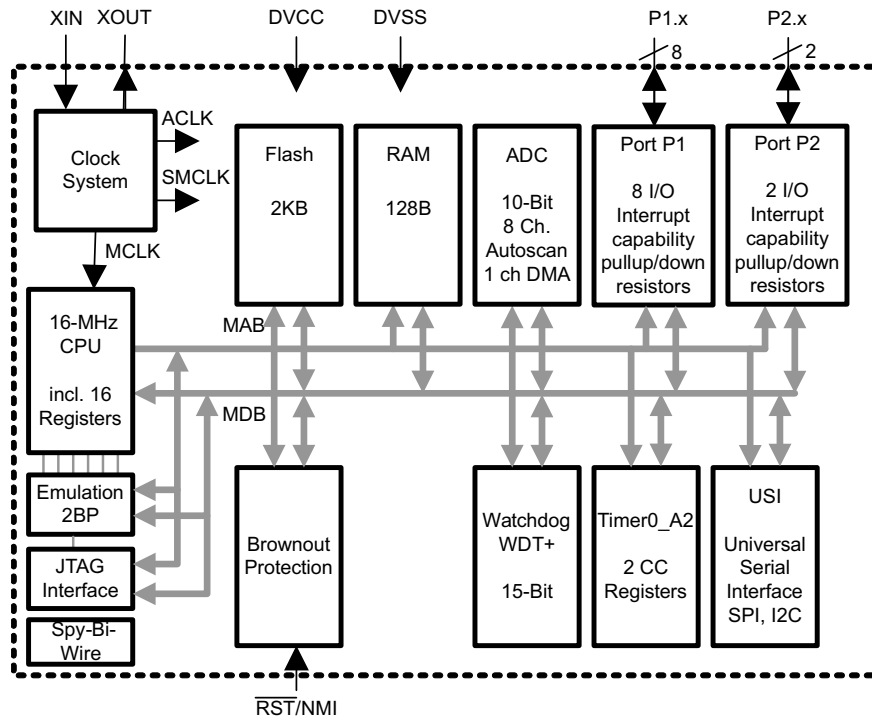 XIN XOUT DVCC DVSS P1.x P2.x
8 2
ACLK
SMCLK
MCLK
Clock
System
Flash
2KB
RAM
128B
ADC
10-Bit
8 Ch.
Autoscan
1 ch DMA
Port P1
8 I/O
Interrupt
capability
pullup/down
resistors
Port P2
2 I/O
Interrupt
capability
pullup/down
resistors
16-MHz
CPU
incl. 16
Registers
MAB
MDB
Emulation
2BP
JTAG
Interface
Spy-Bi-
Wire
Brownout
Protection
Watchdog
WDT+
15-Bit
Timer0_A2
2 CC
Registers
USI
Universal
Serial
Interface
SPI, I2C
R̅S̅T̅/NMI